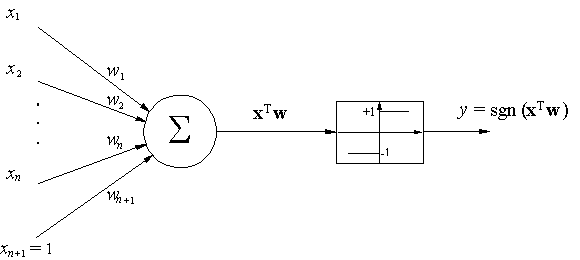 x₁
x₂
w₁
w₂
+1
-1
xᵀw
y = sgn (xᵀw)
Σ
wₙ
xₙ
wₙ₊₁
xₙ₊₁ = 1